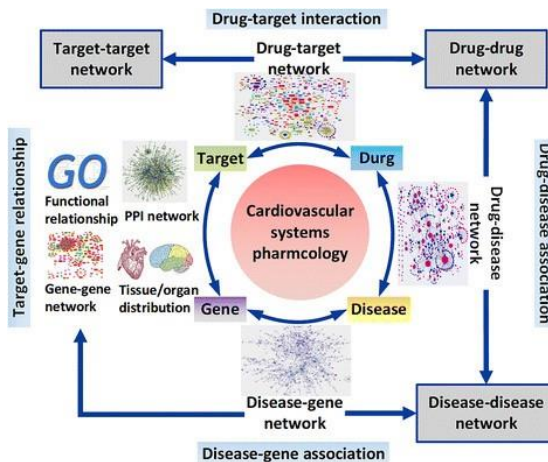 Drug-target interaction
Target-target
network
Drug-target
network
Drug-drug
network
Target
Durg
Target-gene relationship
GO
Functional
relationship
PPI network
Gene-gene
network
Tissue/organ
distribution
Cardiovascular
systems
pharmcology
Drug-disease
network
Drug-disease association
Gene
Disease
Disease-gene
network
Disease-disease
network
Disease-gene association